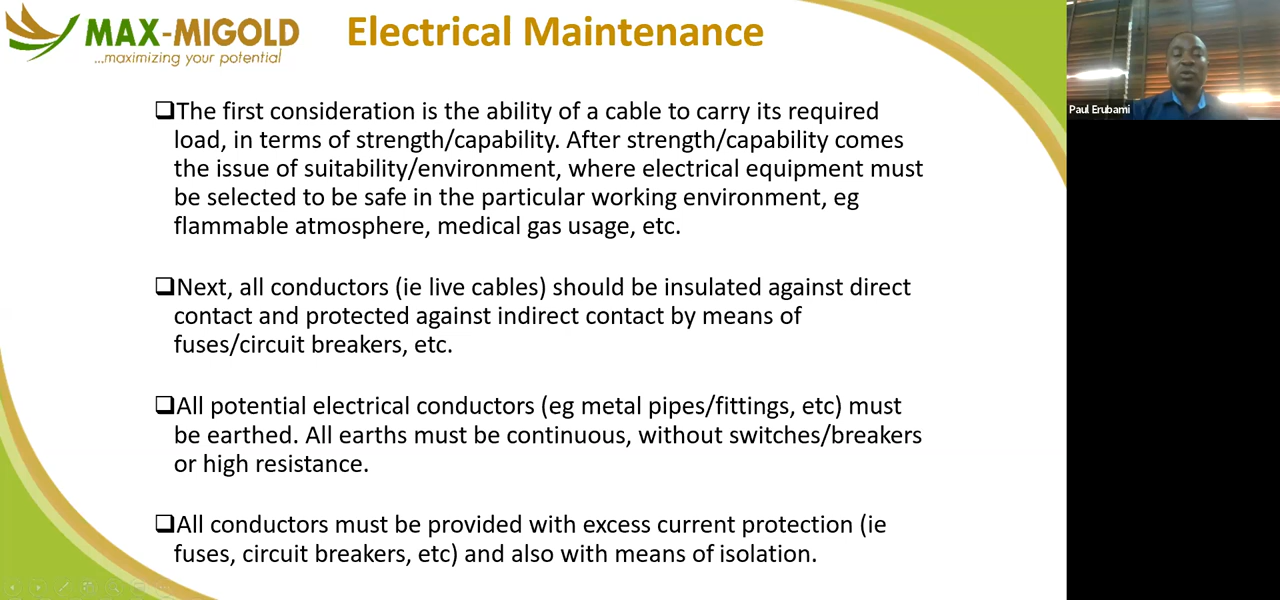 MAX-MIGOLD
...maximizing your potential
Electrical Maintenance
❑The first consideration is the ability of a cable to carry its required
load, in terms of strength/capability. After strength/capability comes
the issue of suitability/environment, where electrical equipment must
be selected to be safe in the particular working environment, eg
flammable atmosphere, medical gas usage, etc.
❑Next, all conductors (ie live cables) should be insulated against direct
contact and protected against indirect contact by means of
fuses/circuit breakers, etc.
❑All potential electrical conductors (eg metal pipes/fittings, etc) must
be earthed. All earths must be continuous, without switches/breakers
or high resistance.
❑All conductors must be provided with excess current protection (ie
fuses, circuit breakers, etc) and also with means of isolation.
Paul Erubami